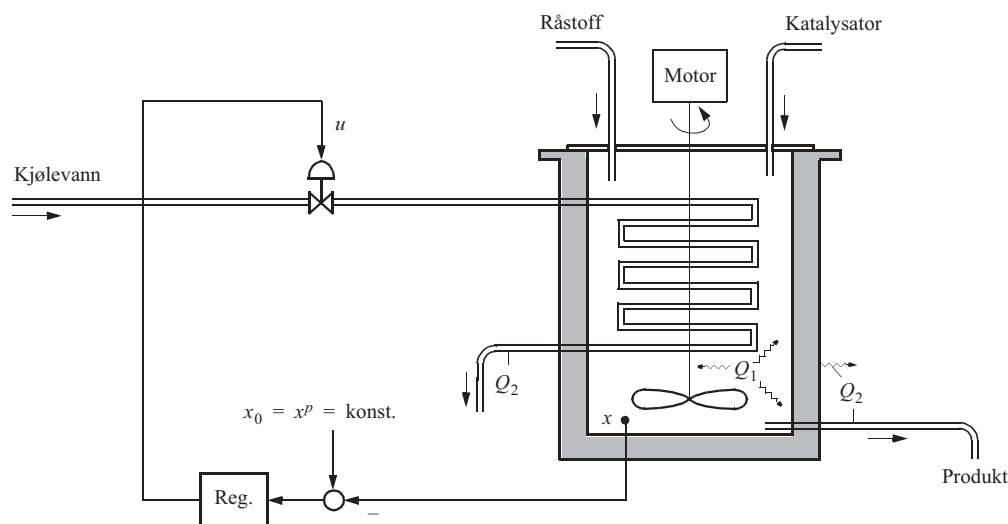 Råstoff
Katalysator
Motor
u
Kjølevann
Q₁
Q₂
Q₂
x₀ = xᵖ = konst.
x
Produkt
Reg.
−